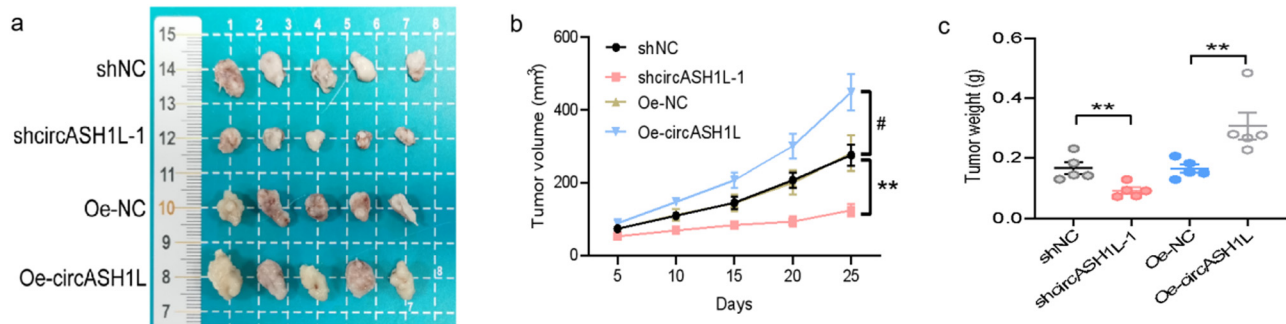 a
shNC
shcircASH1L-1
Oe-NC
Oe-circASH1L
15
14
13
12
11
10
9
8
7
1 2 3 4 5 6 7 8
8
7
b
Tumor volume (mm³)
600
400
200
0
5 10 15 20 25
Days
shNC
shcircASH1L-1
Oe-NC
Oe-circASH1L
#
**
c
Tumor weight (g)
0.6
0.4
0.2
0.0
**
**
shNC
shcircASH1L-1
Oe-NC
Oe-circASH1L